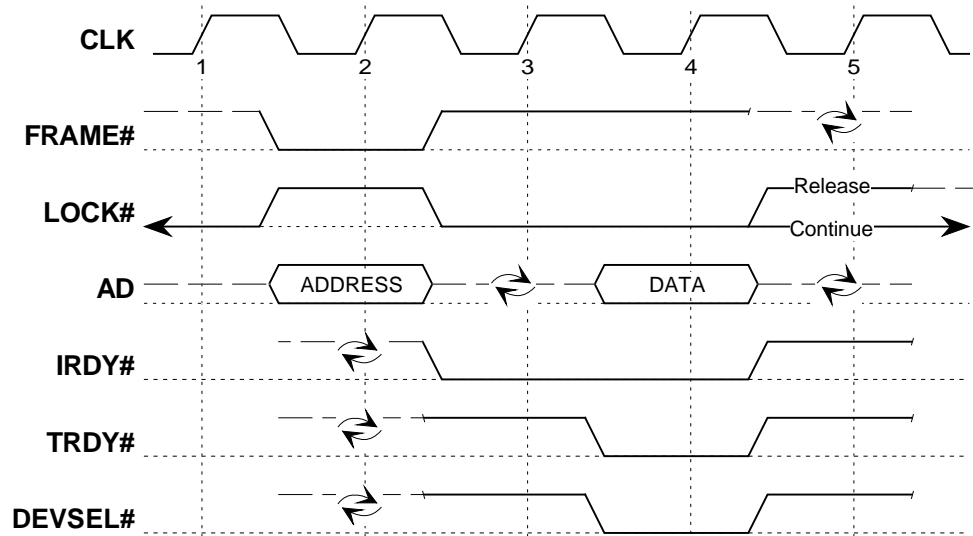 CLK
1 2 3 4 5
FRAME#
LOCK#
Release
Continue
AD
ADDRESS
DATA
IRDY#
TRDY#
DEVSEL#